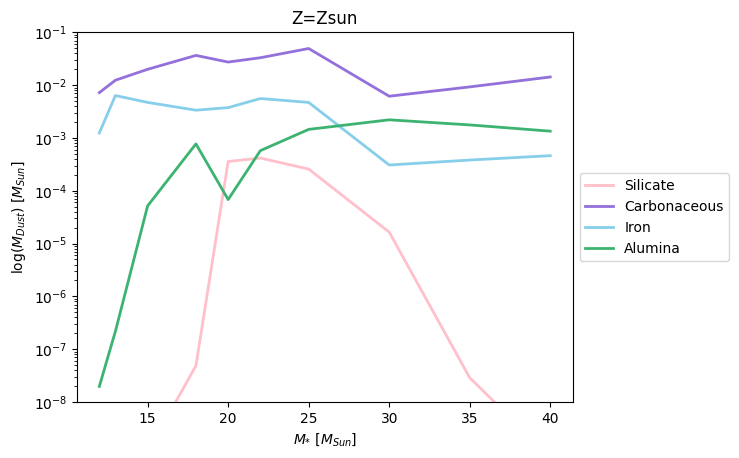 Z=Zsun
10⁻¹
10⁻²
10⁻³
10⁻⁴
10⁻⁵
10⁻⁶
10⁻⁷
10⁻⁸
log(M_Dust) [M_Sun]
15 20 25 30 35 40
M* [M_Sun]
Silicate
Carbonaceous
Iron
Alumina